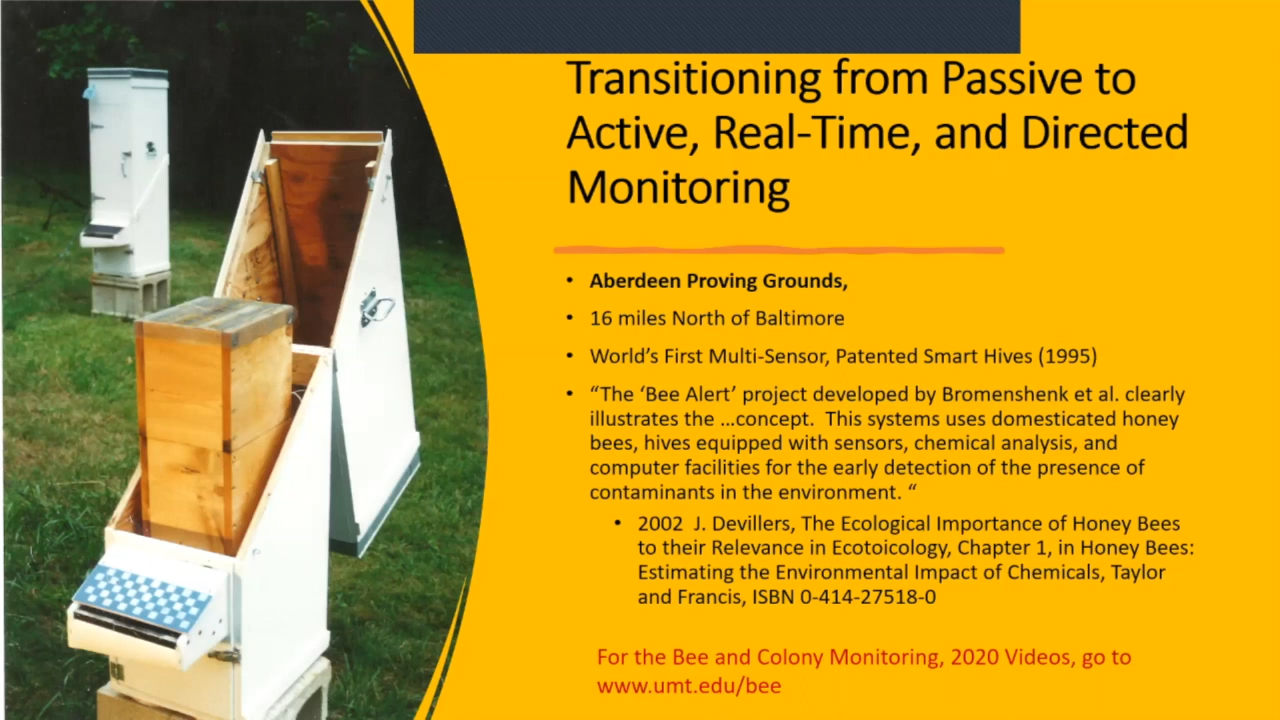 Transitioning from Passive to
Active, Real-Time, and Directed
Monitoring
• Aberdeen Proving Grounds,
• 16 miles North of Baltimore
• World’s First Multi-Sensor, Patented Smart Hives (1995)
• “The ‘Bee Alert’ project developed by Bromenshenk et al. clearly
illustrates the …concept.  This systems uses domesticated honey
bees, hives equipped with sensors, chemical analysis, and
computer facilities for the early detection of the presence of
contaminants in the environment. “
• 2002  J. Devillers, The Ecological Importance of Honey Bees
to their Relevance in Ecotoicology, Chapter 1, in Honey Bees:
Estimating the Environmental Impact of Chemicals, Taylor
and Francis, ISBN 0-414-27518-0
For the Bee and Colony Monitoring, 2020 Videos, go to
www.umt.edu/bee